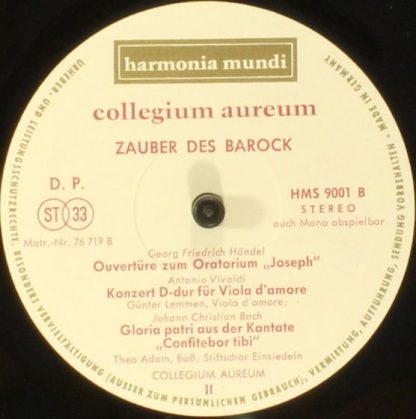 harmonia mundi
collegium aureum
ZAUBER DES BAROCK
D. P.
ST 33
Matr.-Nr. 76 719 B
HMS 9001 B
STEREO
auch Mono abspielbar
Georg Friedrich Händel
Ouvertüre zum Oratorium „Joseph"
Antonio Vivaldi
Konzert D-dur für Viola d'amore
Günter Lemmen, Viola d'amore;
Johann Christian Bach
Gloria patri aus der Kantate
„Confitebor tibi"
Theo Adam, Baß; Stiftschor Einsiedeln
COLLEGIUM AUREUM
II
URHEBER- UND LEISTUNGSSCHUTZRECHTE, BESONDERS VERVIELFÄLTIGUNG (AUSSER ZUM PERSÖNLICHEN GEBRAUCH), VERMIETUNG, AUFFÜHRUNG, SENDUNG VORBEHALTEN • MADE IN GERMANY